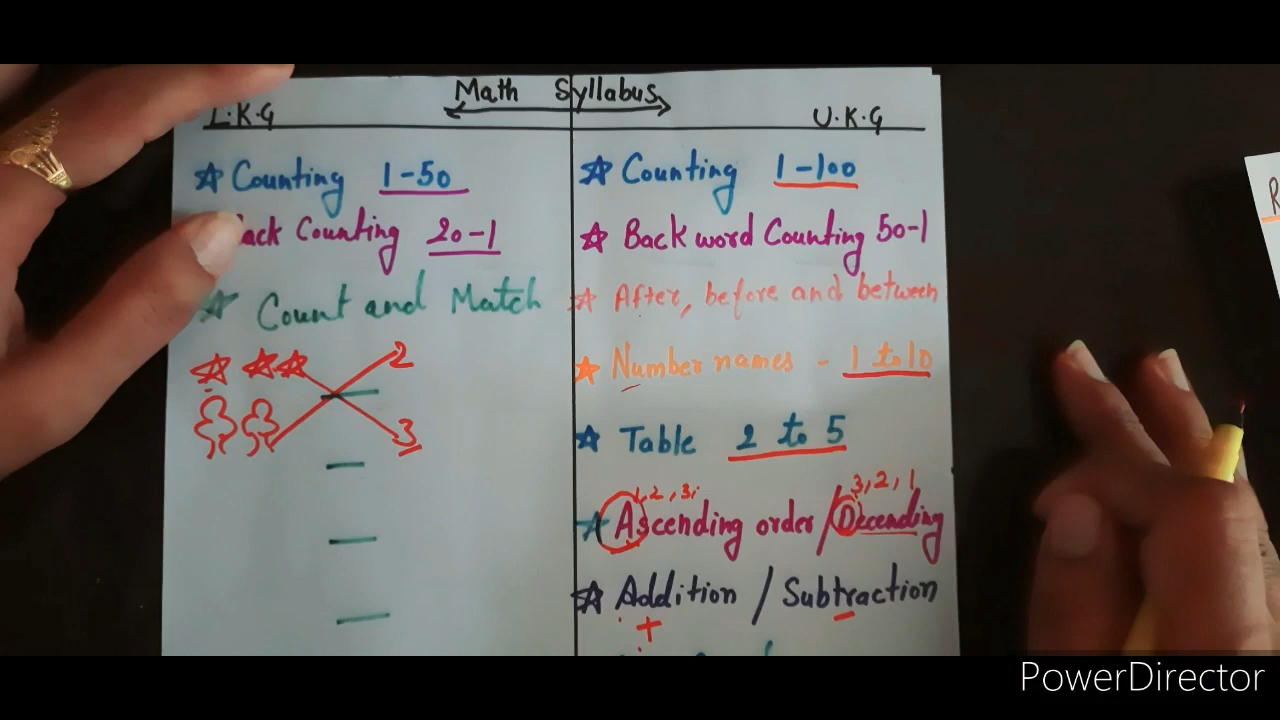 Math Syllabus
L.K.G
Counting 1-50
Back Counting 20-1
Count and Match
2
3
U.K.G
Counting 1-100
Back word Counting 50-1
After, before and between
Number names - 1 to 10
Table 2 to 5
1, 2, 3,
3, 2, 1
Ascending order / Decending
Addition / Subtraction
+
PowerDirector